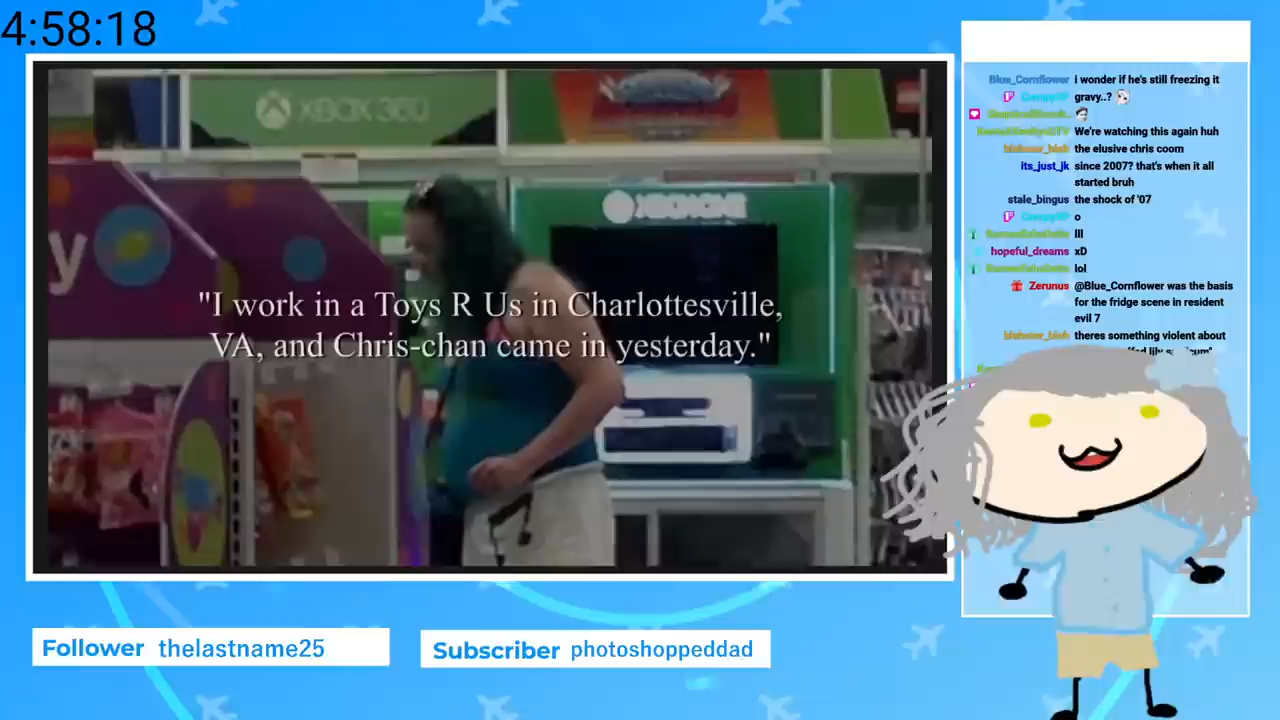 4:58:18
XBOX 360
XBOX ONE
y
"I work in a Toys R Us in Charlottesville,
VA, and Chris-chan came in yesterday."
Blue_Cornflower i wonder if he's still freezing it
gravy..?
We're watching this again huh
the elusive chris coom
its_just_jk since 2007? that's when it all
started bruh
stale_bingus the shock of '07
o
lll
hopeful_dreams xD
lol
Zerunus @Blue_Cornflower was the basis
for the fridge scene in resident
evil 7
theres something violent about
Follower thelastname25
Subscriber photoshoppeddad